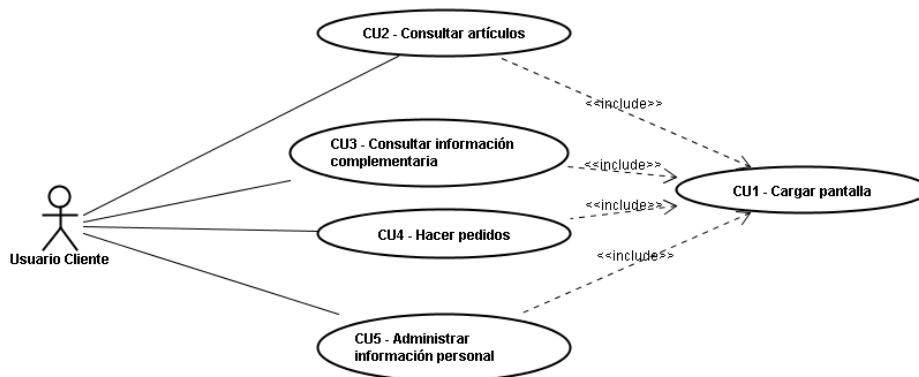 CU2 - Consultar artículos
<<include>>
CU3 - Consultar información
complementaria
<<include>>
CU1 - Cargar pantalla
<<include>>
CU4 - Hacer pedidos
Usuario Cliente
<<include>>
CU5 - Administrar
información personal